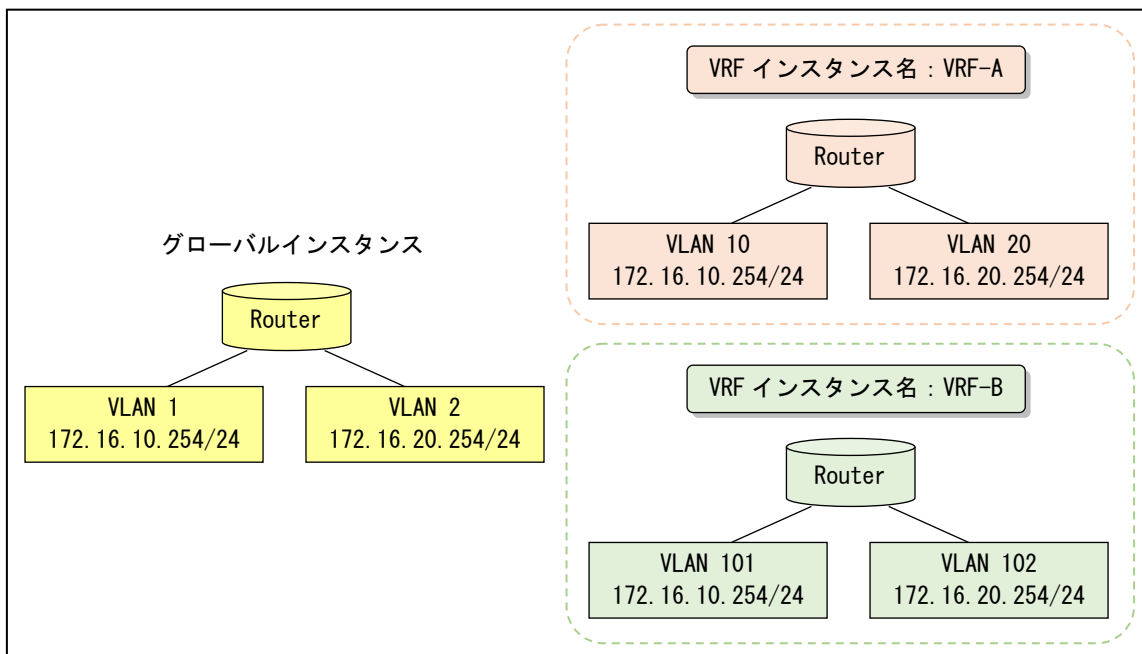 グローバルインスタンス
Router
VLAN 1
172.16.10.254/24
VLAN 2
172.16.20.254/24
VRF インスタンス名：VRF-A
Router
VLAN 10
172.16.10.254/24
VLAN 20
172.16.20.254/24
VRF インスタンス名：VRF-B
Router
VLAN 101
172.16.10.254/24
VLAN 102
172.16.20.254/24